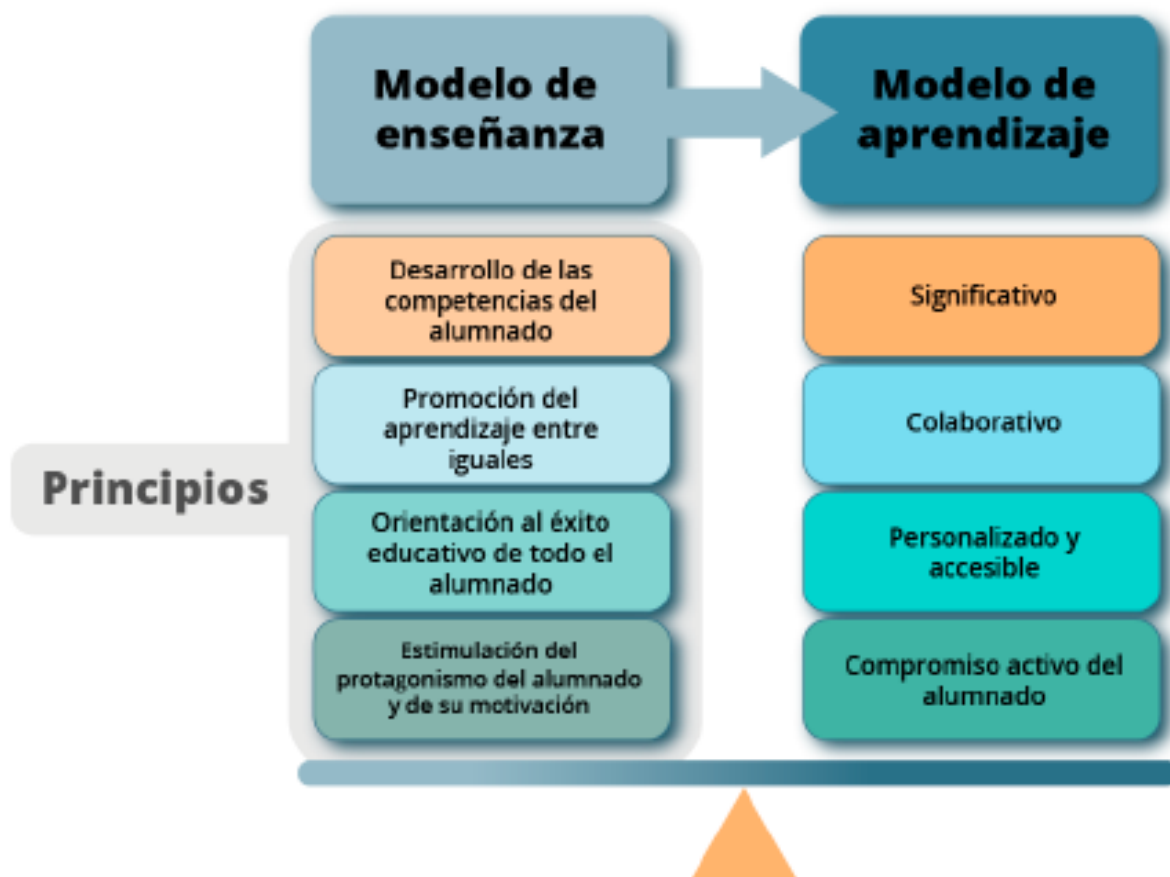 Modelo de
enseñanza
Modelo de
aprendizaje
Principios
Desarrollo de las
competencias del
alumnado
Significativo
Promoción del
aprendizaje entre
iguales
Colaborativo
Orientación al éxito
educativo de todo el
alumnado
Personalizado y
accesible
Estimulación del
protagonismo del alumnado
y de su motivación
Compromiso activo del
alumnado